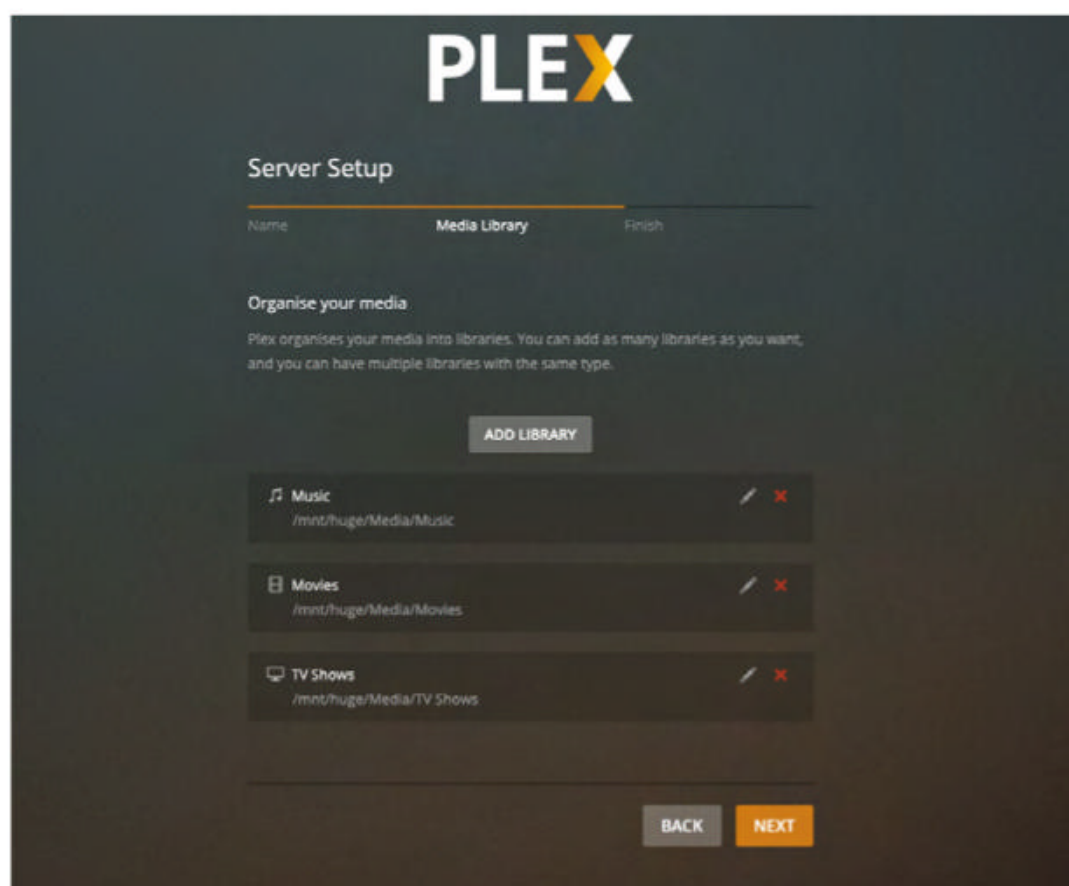 PLEX
Server Setup
Name Media Library Finish
Organise your media
Plex organises your media into libraries. You can add as many libraries as you want,
and you can have multiple libraries with the same type.
ADD LIBRARY
Music
/mnt/huge/Media/Music
Movies
/mnt/huge/Media/Movies
TV Shows
/mnt/huge/Media/TV Shows
BACK NEXT